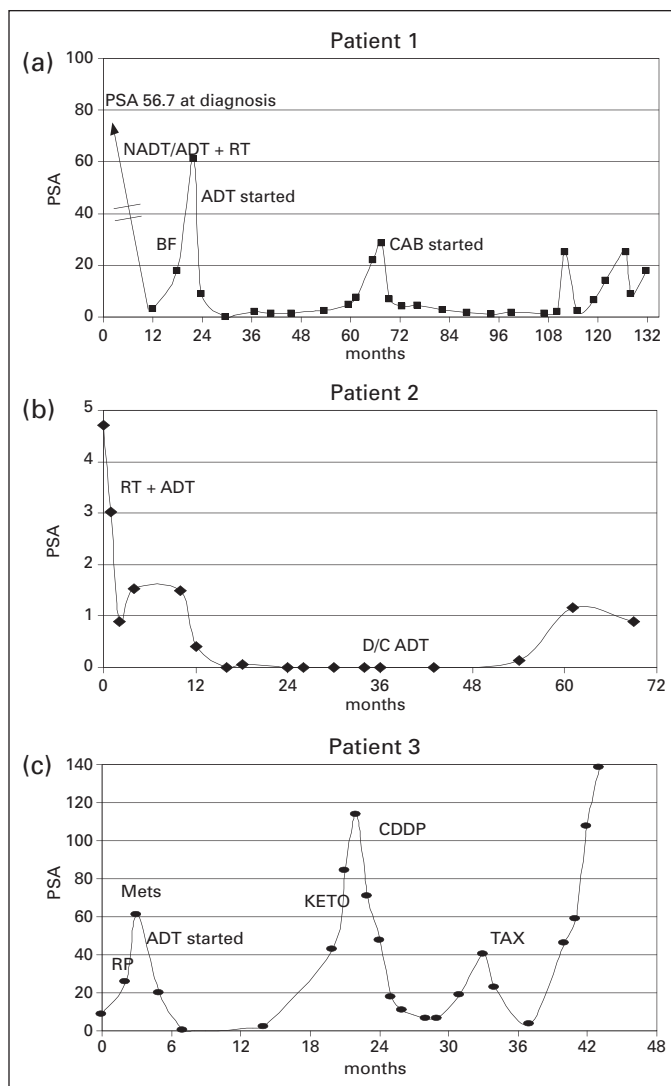 Patient 1
(a)
100
PSA 56.7 at diagnosis
80
NADT/ADT + RT
60
ADT started
PSA
40
BF
CAB started
20
0
0 12 24 36 48 60 72 84 96 108 120 132
months
Patient 2
(b)
5
4
RT + ADT
3
PSA
2
1
D/C ADT
0
0 12 24 36 48 60 72
months
Patient 3
(c)
140
120
CDDP
100
PSA
80
Mets
KETO
60
ADT started
TAX
40
RP
20
0
0 6 12 18 24 30 36 42 48
months